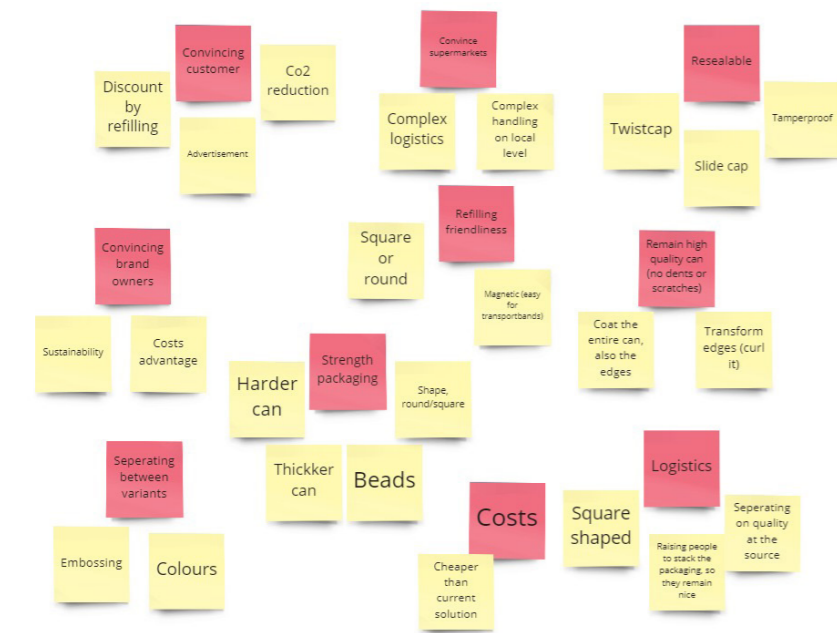 Convincing
customer
Discount
by
refilling
Co2
reduction
Advertisement
Convince
supermarkets
Complex
logistics
Complex
handling
on local
level
Resealable
Twistcap
Slide cap
Tamperproof
Convincing
brand
owners
Sustainability
Costs
advantage
Refilling
friendliness
Square
or
round
Magnetic (easy
for
transportbands)
Remain high
quality can
(no dents or
scratches)
Coat the
entire can,
also the
edges
Transform
edges (curl
it)
Strength
packaging
Harder
can
Shape,
round/square
Thickker
can
Beads
Seperating
between
variants
Embossing
Colours
Costs
Cheaper
than
current
solution
Logistics
Square
shaped
Raising people
to stack the
packaging, so
they remain
nice
Seperating
on quality
at the
source